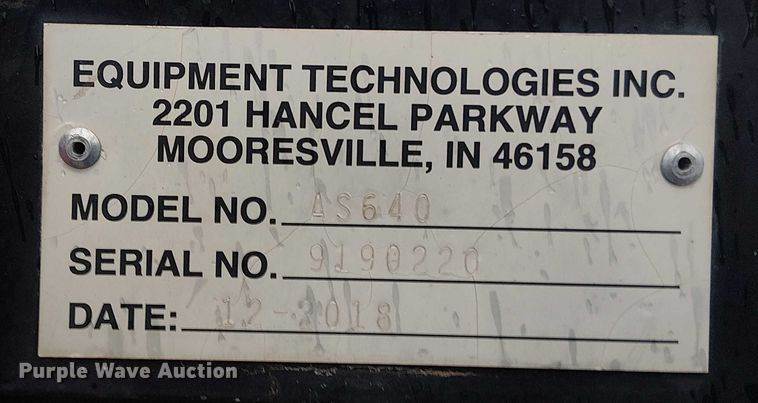 EQUIPMENT TECHNOLOGIES INC.
2201 HANCEL PARKWAY
MOORESVILLE, IN 46158
MODEL NO. AS640
SERIAL NO. 9190220
DATE: 12-2018
Purple Wave Auction